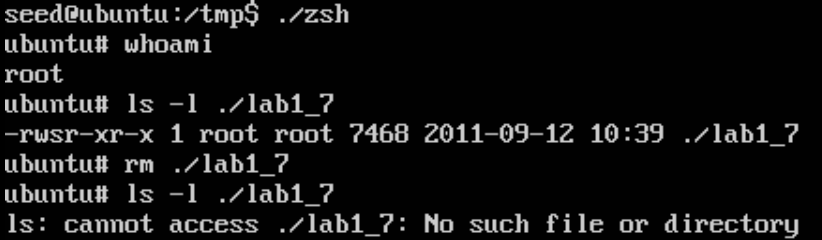 seed@ubuntu:/tmp$ ./zsh
ubuntu# whoami
root
ubuntu# ls -l ./lab1_7
-rwsr-xr-x 1 root root 7468 2011-09-12 10:39 ./lab1_7
ubuntu# rm ./lab1_7
ubuntu# ls -l ./lab1_7
ls: cannot access ./lab1_7: No such file or directory